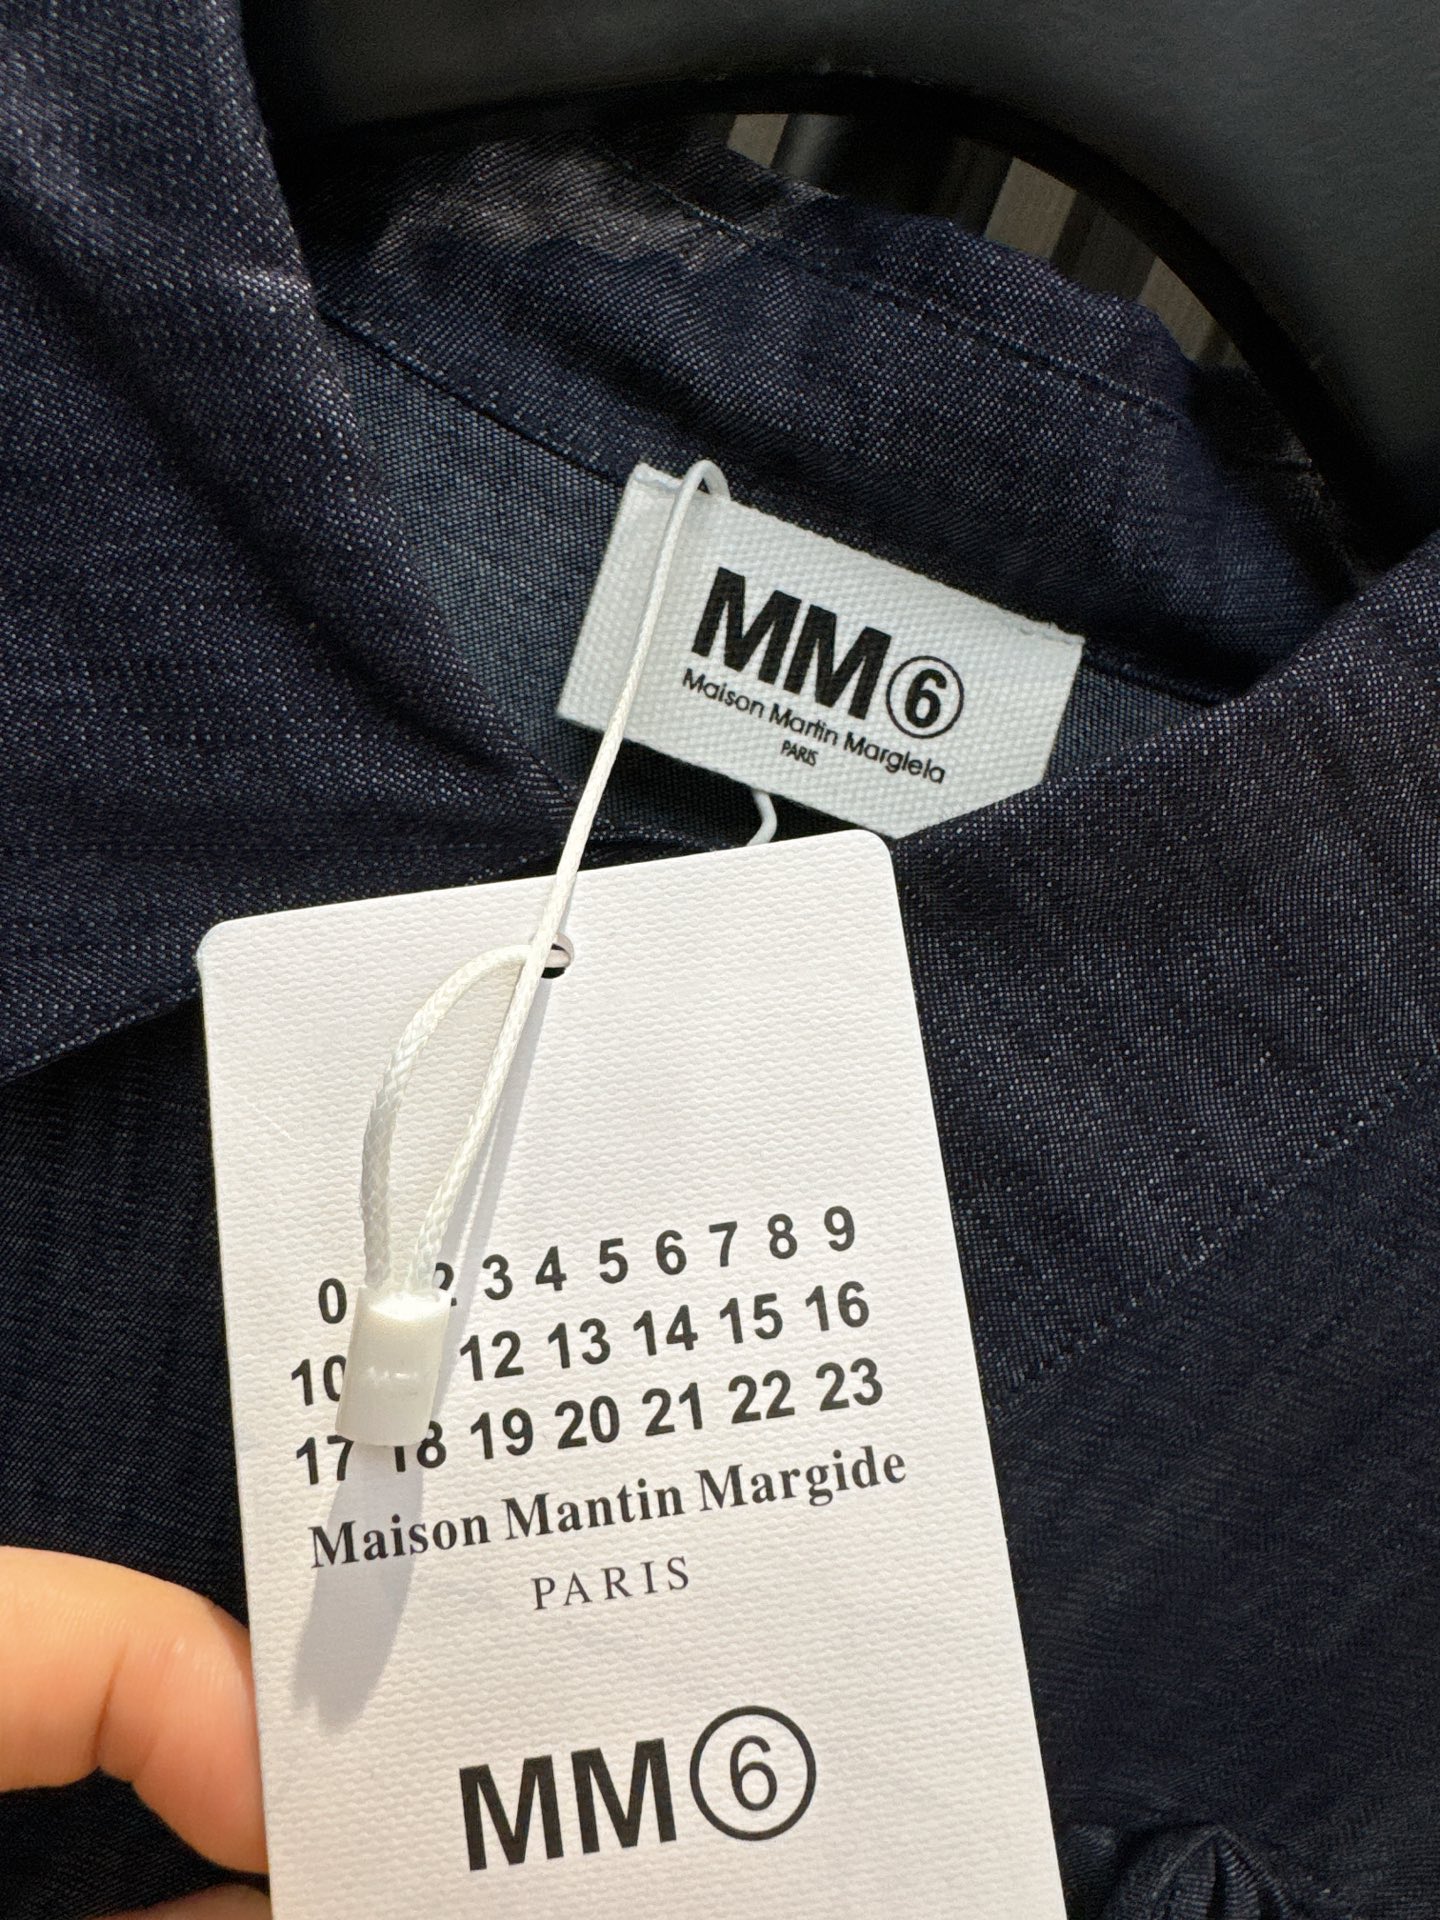 MM⑥
Maison Martin Marglela
PARIS
0 2 3 4 5 6 7 8 9
10 12 13 14 15 16
17 18 19 20 21 22 23
Maison Mantin Margide
PARIS
MM⑥